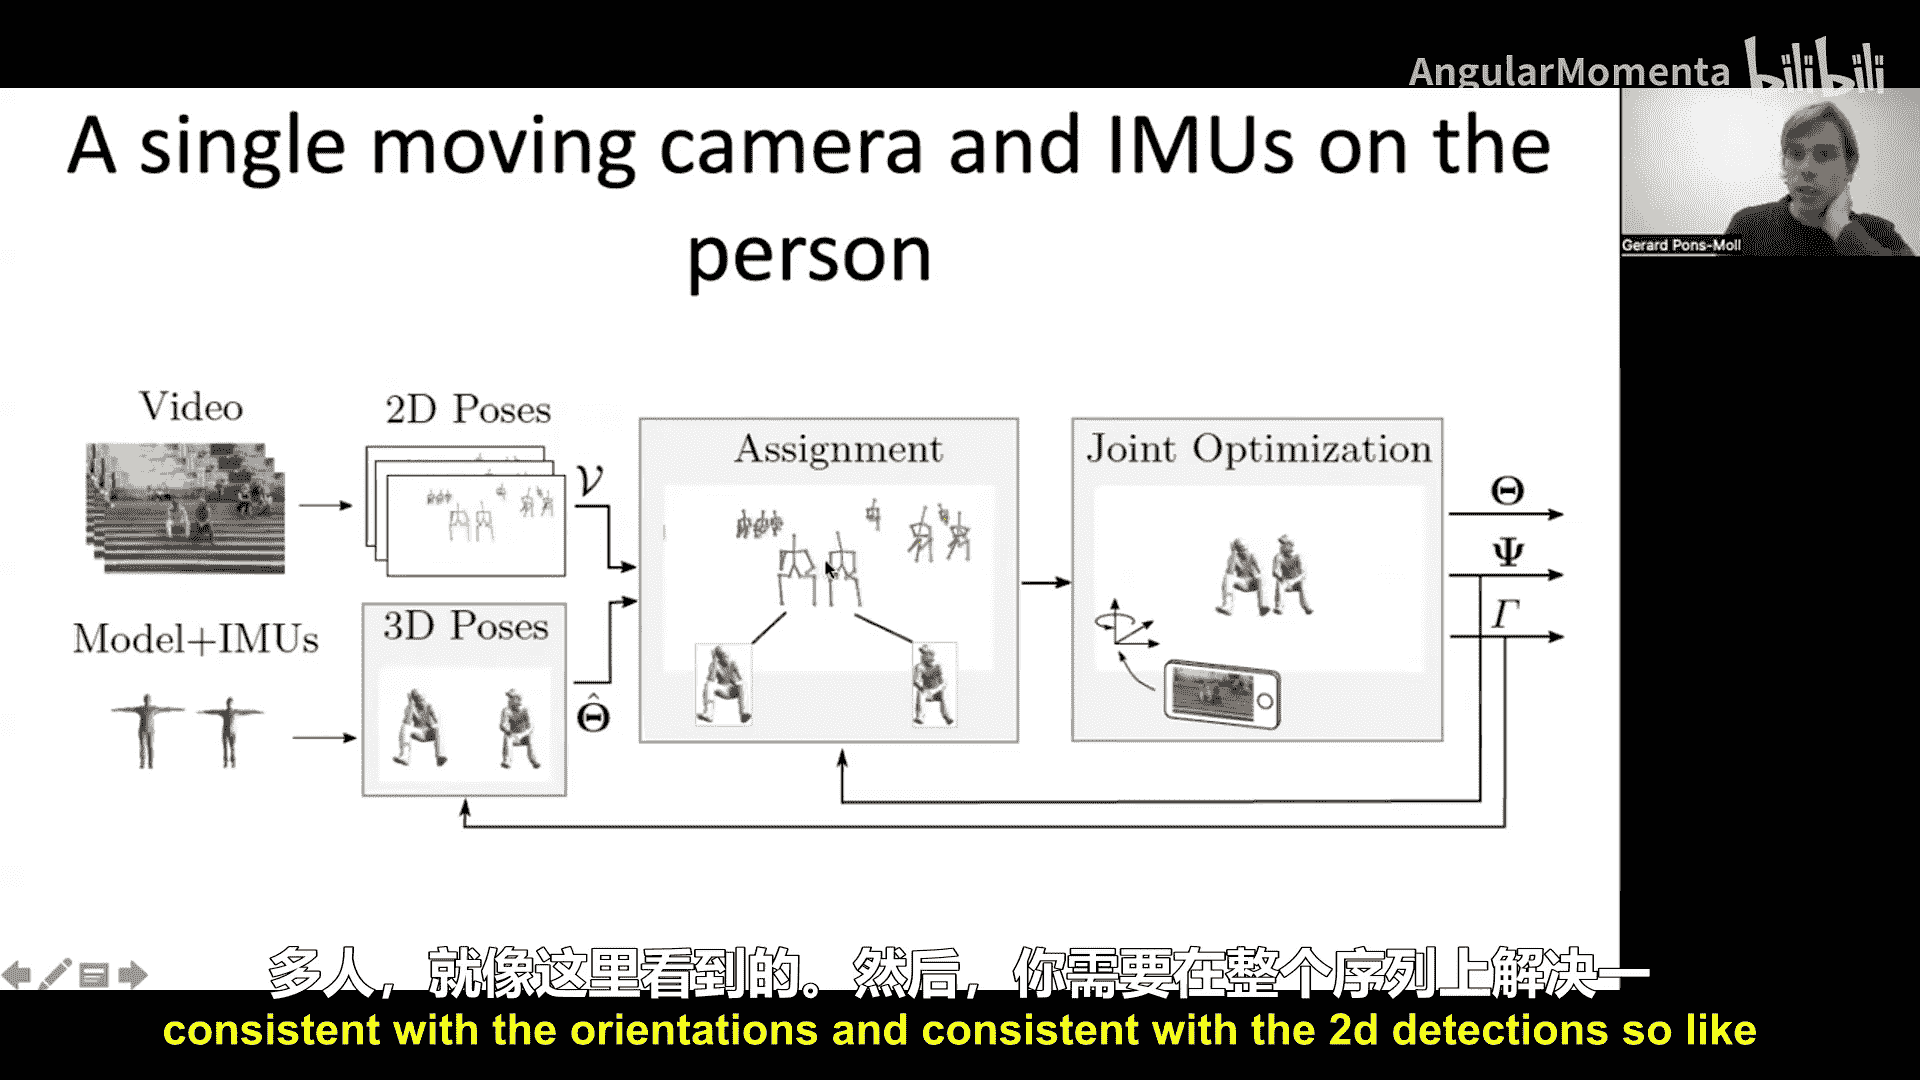 AngularMomenta bilibili
A single moving camera and IMUs on the
person
Gerard Pons-Moll
Video
2D Poses
𝒱
Assignment
Joint Optimization
Θ
Ψ
Γ
Model+IMUs
3D Poses
Θ̂
多人，就像这里看到的。然后，你需要在整个序列上解决一
consistent with the orientations and consistent with the 2d detections so like